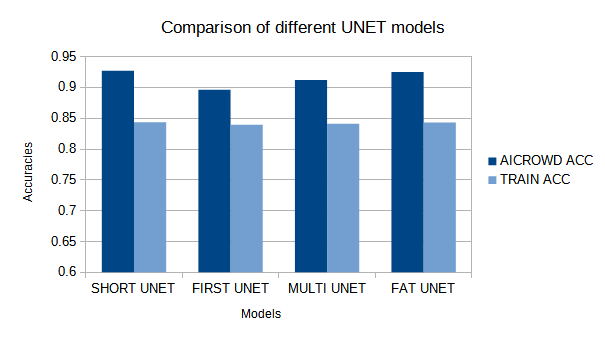 Comparison of different UNET models
0.95
0.9
0.85
0.8
0.75
0.7
0.65
0.6
Accuracies
SHORT UNET FIRST UNET MULTI UNET FAT UNET
Models
AICROWD ACC
TRAIN ACC